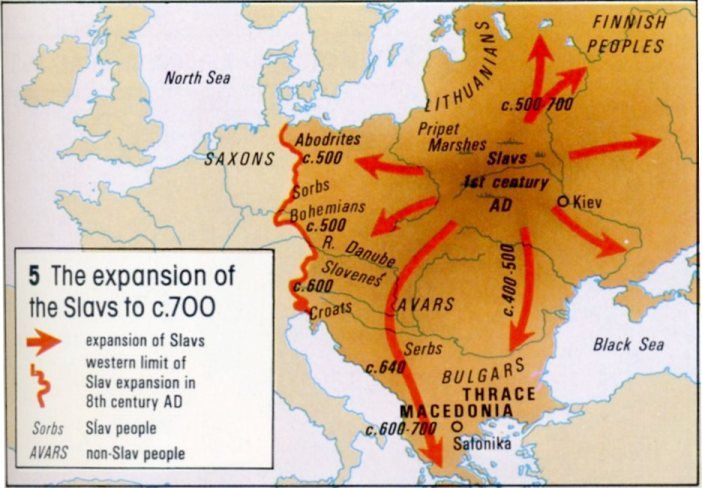 FINNISH
PEOPLES
North Sea
LITHUANIANS
c.500-700
Pripet
Marshes
Abodrites
c.500
SAXONS
Slavs
1st century
AD
Sorbs
Kiev
Bohemians
c.500
R. Danube
Slovenes
c.600
Croats
AVARS
c.400-500
Black Sea
Serbs
c.640
BULGARS
THRACE
MACEDONIA
c.600-700
Salonika
5 The expansion of
the Slavs to c.700
expansion of Slavs
western limit of
Slav expansion in
8th century AD
Sorbs Slav people
AVARS non-Slav people